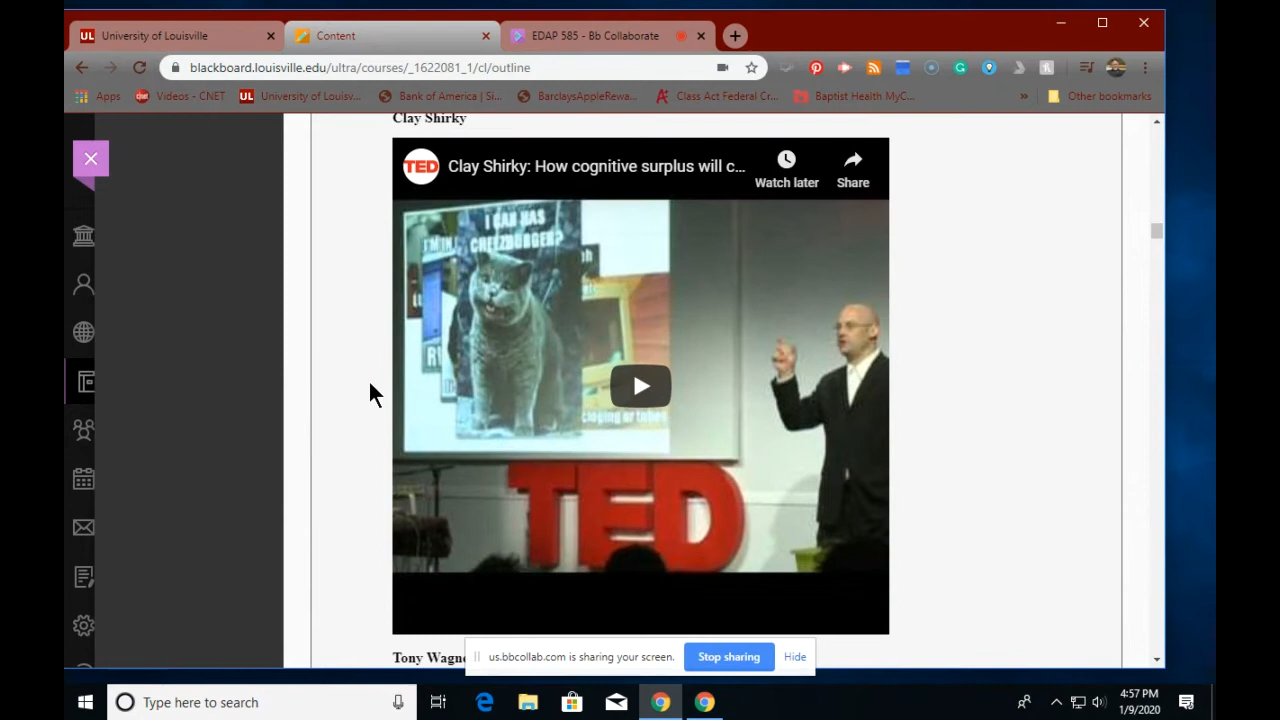 University of Louisville
Content
EDAP 585 - Bb Collaborate
blackboard.louisville.edu/ultra/courses/_1622081_1/cl/outline
Apps
Videos - CNET
University of Louisv...
Bank of America | Si...
BarclaysAppleRewa...
Class Act Federal Cr...
Baptist Health MyC...
»
Other bookmarks
Clay Shirky
TED
Clay Shirky: How cognitive surplus will c...
Watch later
Share
I CAN HAS
CHEEZBURGER?
I'M IN
TED
Tony Wagne
us.bbcollab.com is sharing your screen.
Stop sharing
Hide
Type here to search
4:57 PM
1/9/2020